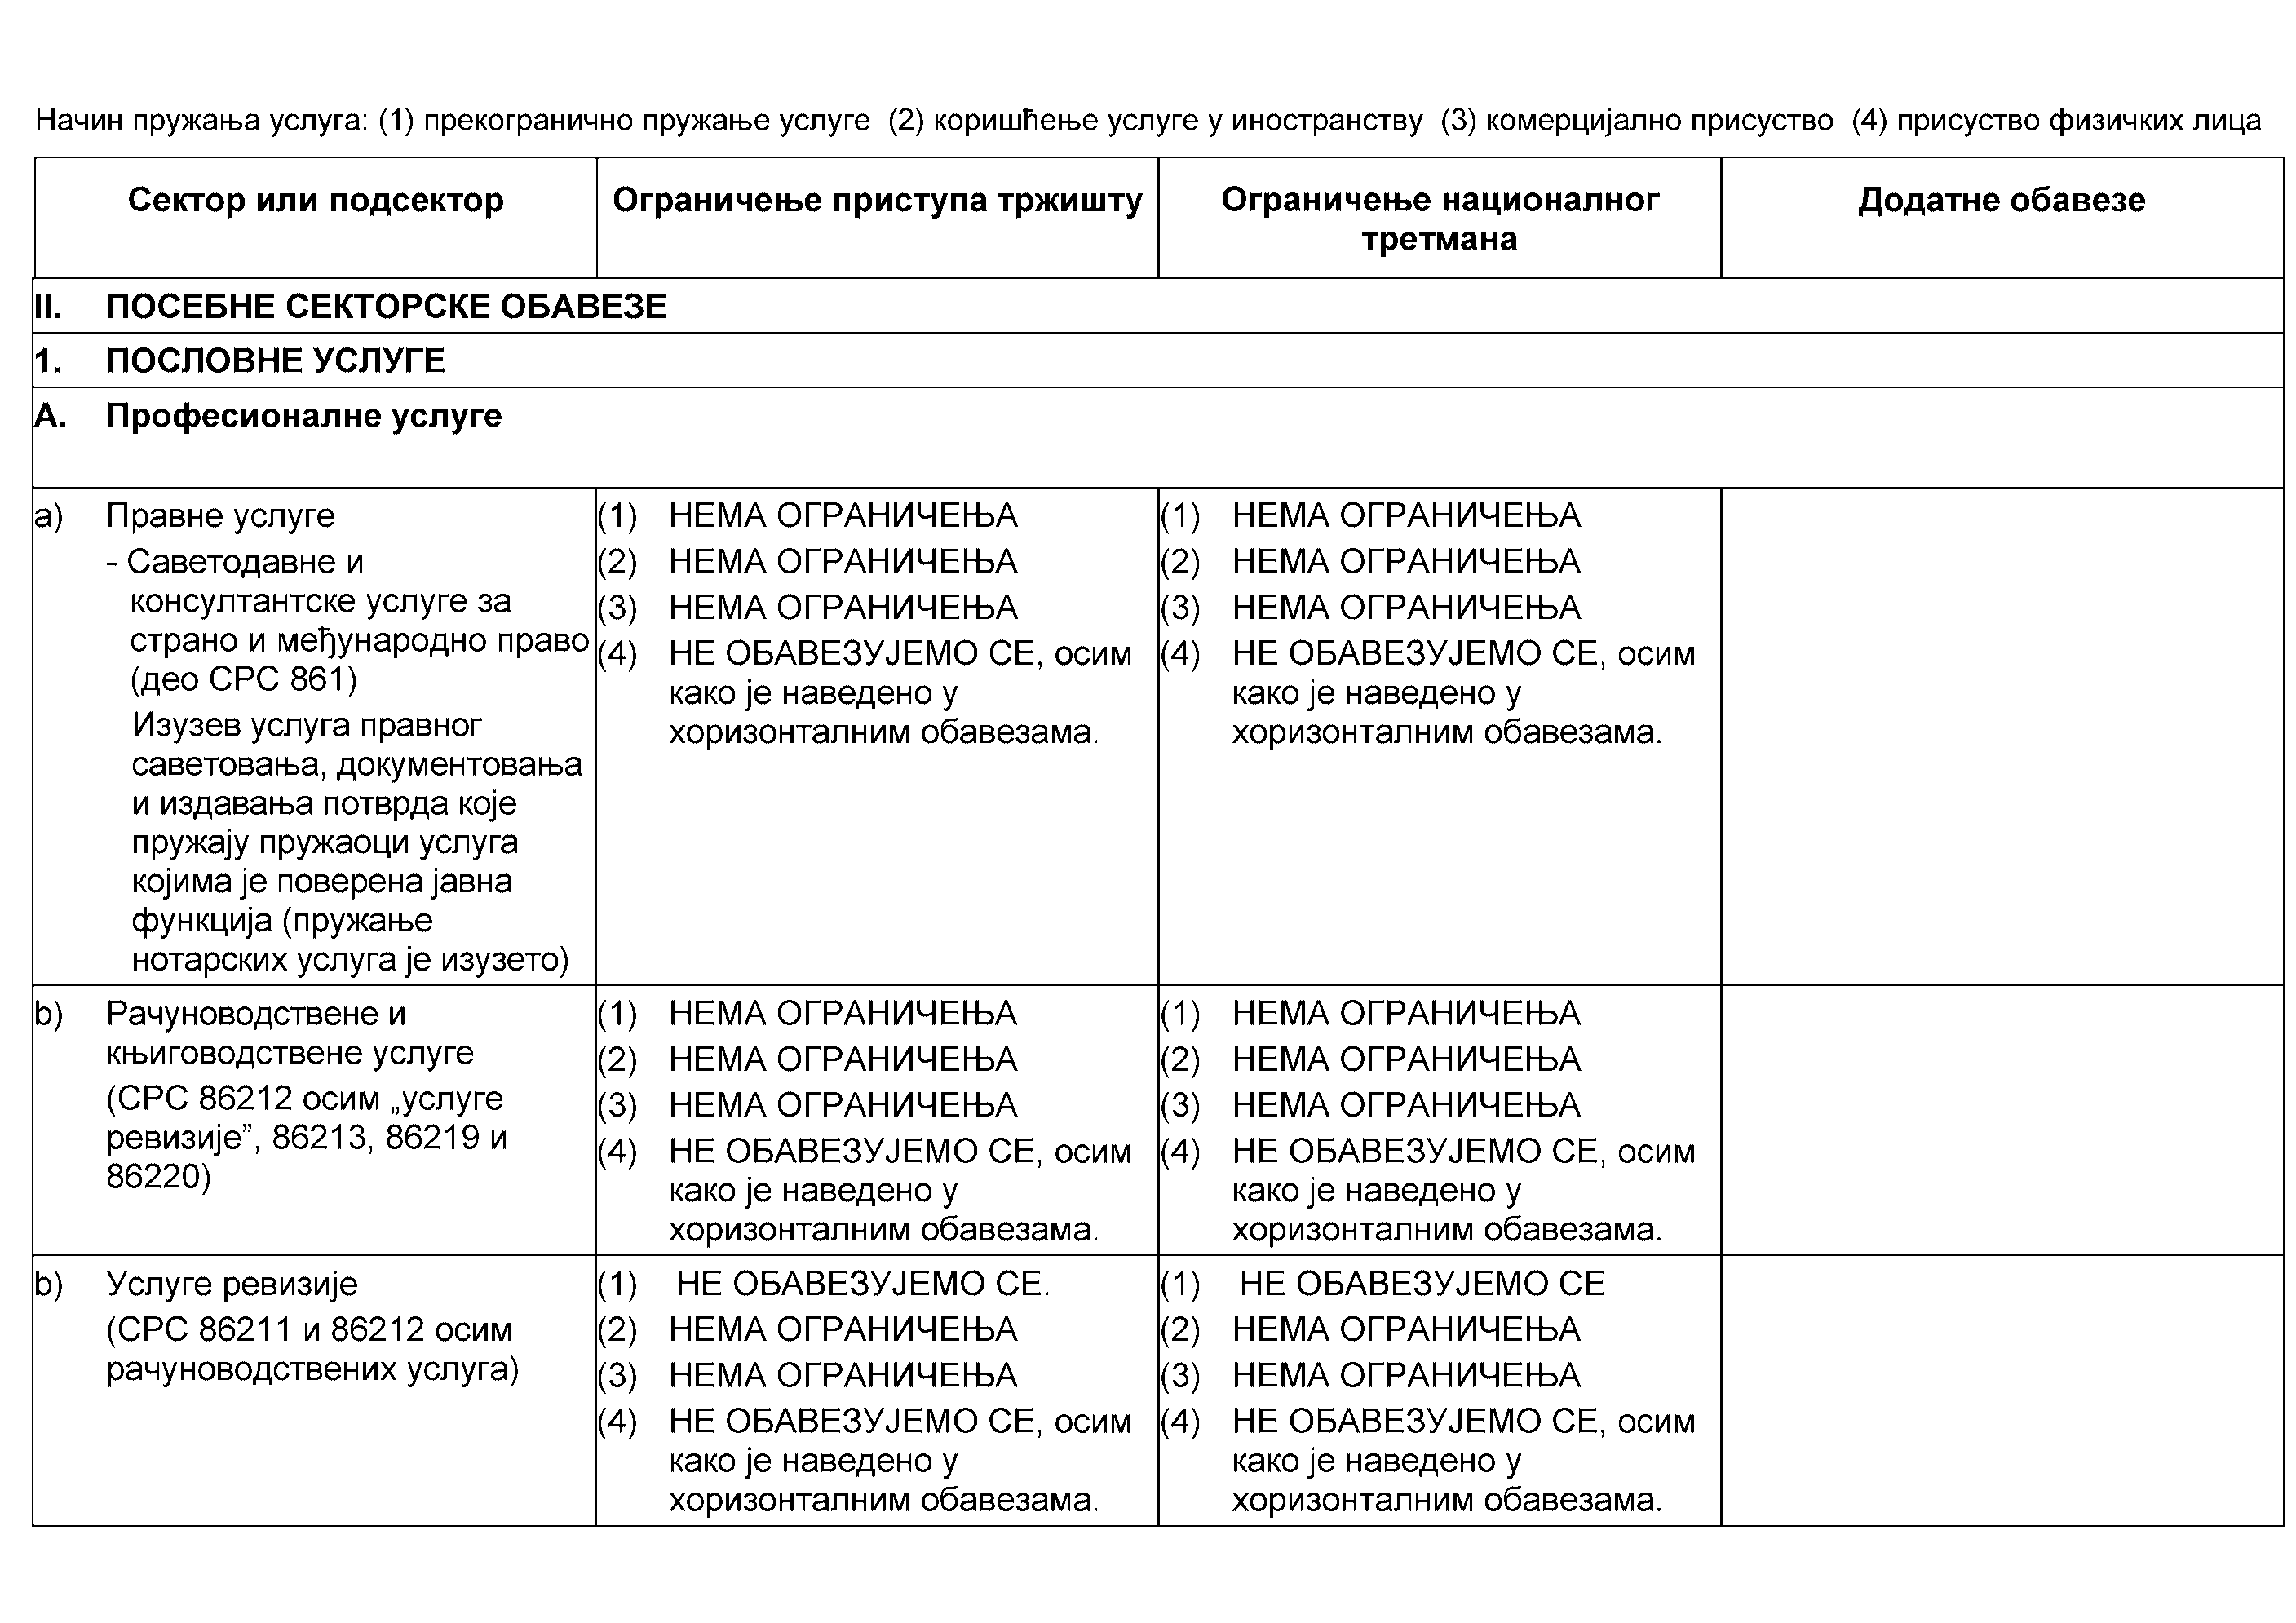 Начин пружања услуга: (1) прекогранично пружање услуге (2) коришћење услуге у иностранству (3) комерцијално присуство (4) присуство физичких лица
Сектор или подсектор
Ограничење приступа тржишту
Ограничење националног
третмана
Додатне обавезе
II. ПОСЕБНЕ СЕКТОРСКЕ ОБАВЕЗЕ
1. ПОСЛОВНЕ УСЛУГЕ
А. Професионалне услуге
a) Правне услуге
- Саветодавне и
консултантске услуге за
страно и међународно право
(део CPC 861)
Изузев услуга правног
саветовања, документовања
и издавања потврда које
пружају пружаоци услуга
којима је поверена јавна
функција (пружање
нотарских услуга је изузето)
(1) НЕМА ОГРАНИЧЕЊА
(2) НЕМА ОГРАНИЧЕЊА
(3) НЕМА ОГРАНИЧЕЊА
(4) НЕ ОБАВЕЗУЈЕМО СЕ, осим
како је наведено у
хоризонталним обавезама.
(1) НЕМА ОГРАНИЧЕЊА
(2) НЕМА ОГРАНИЧЕЊА
(3) НЕМА ОГРАНИЧЕЊА
(4) НЕ ОБАВЕЗУЈЕМО СЕ, осим
како је наведено у
хоризонталним обавезама.
b) Рачуноводствене и
књиговодствене услуге
(CPC 86212 осим „услуге
ревизије”, 86213, 86219 и
86220)
(1) НЕМА ОГРАНИЧЕЊА
(2) НЕМА ОГРАНИЧЕЊА
(3) НЕМА ОГРАНИЧЕЊА
(4) НЕ ОБАВЕЗУЈЕМО СЕ, осим
како је наведено у
хоризонталним обавезама.
(1) НЕМА ОГРАНИЧЕЊА
(2) НЕМА ОГРАНИЧЕЊА
(3) НЕМА ОГРАНИЧЕЊА
(4) НЕ ОБАВЕЗУЈЕМО СЕ, осим
како је наведено у
хоризонталним обавезама.
b) Услуге ревизије
(CPC 86211 и 86212 осим
рачуноводствених услуга)
(1) НЕ ОБАВЕЗУЈЕМО СЕ.
(2) НЕМА ОГРАНИЧЕЊА
(3) НЕМА ОГРАНИЧЕЊА
(4) НЕ ОБАВЕЗУЈЕМО СЕ, осим
како је наведено у
хоризонталним обавезама.
(1) НЕ ОБАВЕЗУЈЕМО СЕ
(2) НЕМА ОГРАНИЧЕЊА
(3) НЕМА ОГРАНИЧЕЊА
(4) НЕ ОБАВЕЗУЈЕМО СЕ, осим
како је наведено у
хоризонталним обавезама.